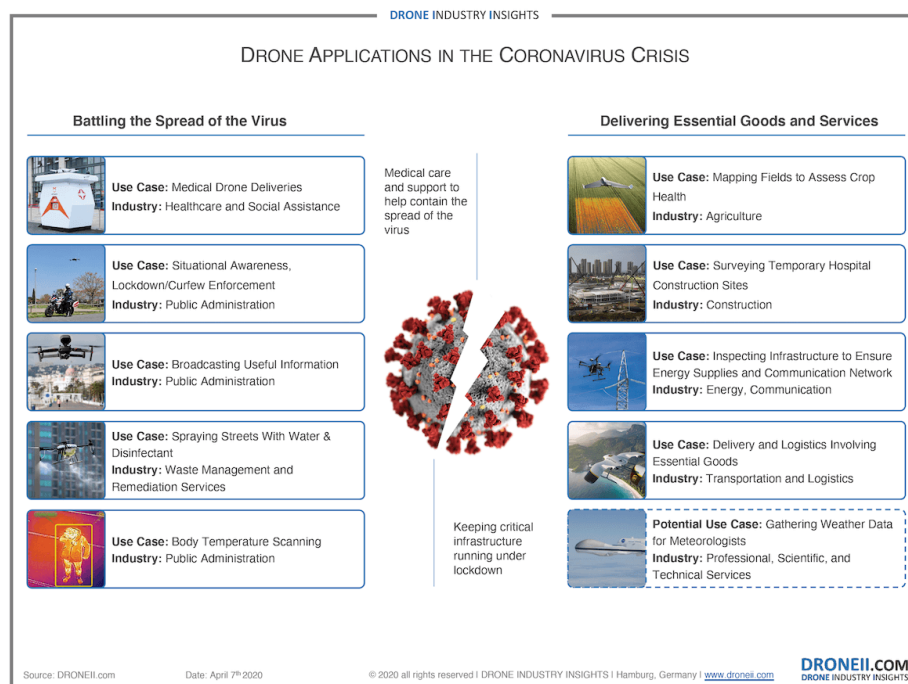 DRONE INDUSTRY INSIGHTS
DRONE APPLICATIONS IN THE CORONAVIRUS CRISIS
Battling the Spread of the Virus
Use Case: Medical Drone Deliveries
Industry: Healthcare and Social Assistance
Use Case: Situational Awareness,
Lockdown/Curfew Enforcement
Industry: Public Administration
Use Case: Broadcasting Useful Information
Industry: Public Administration
Use Case: Spraying Streets With Water &
Disinfectant
Industry: Waste Management and
Remediation Services
Use Case: Body Temperature Scanning
Industry: Public Administration
Medical care
and support to
help contain the
spread of the
virus
Keeping critical
infrastructure
running under
lockdown
Delivering Essential Goods and Services
Use Case: Mapping Fields to Assess Crop
Health
Industry: Agriculture
Use Case: Surveying Temporary Hospital
Construction Sites
Industry: Construction
Use Case: Inspecting Infrastructure to Ensure
Energy Supplies and Communication Network
Industry: Energy, Communication
Use Case: Delivery and Logistics Involving
Essential Goods
Industry: Transportation and Logistics
Potential Use Case: Gathering Weather Data
for Meteorologists
Industry: Professional, Scientific, and
Technical Services
Source: DRONEII.com
Date: April 7th 2020
© 2020 all rights reserved | DRONE INDUSTRY INSIGHTS | Hamburg, Germany | www.droneii.com
DRONEII.COM
DRONE INDUSTRY INSIGHTS